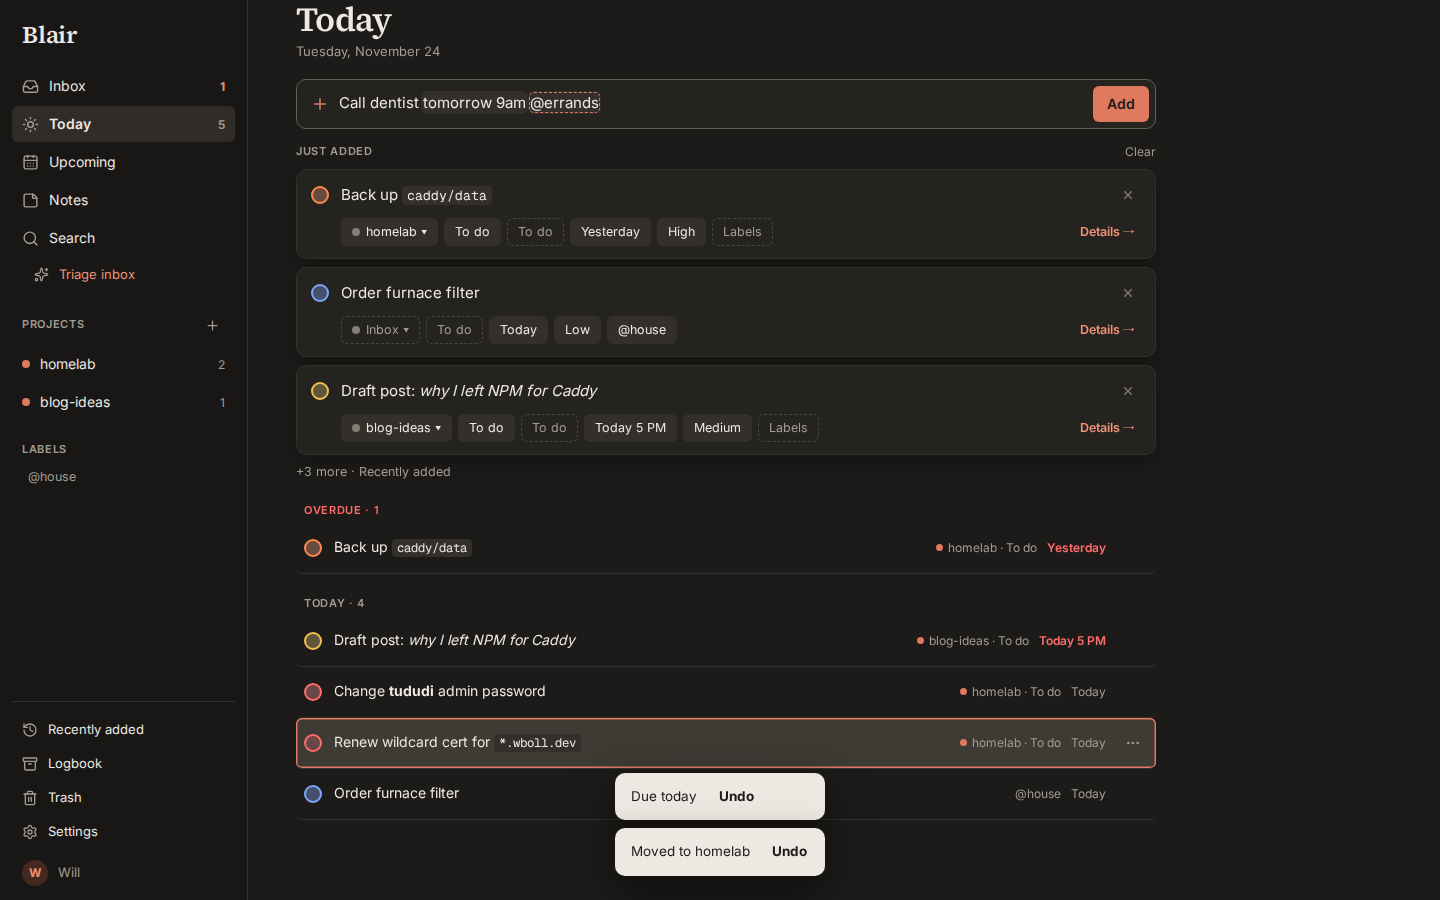 Blair
Inbox 1
Today 5
Upcoming
Notes
Search
Triage inbox
PROJECTS
homelab 2
blog-ideas 1
LABELS
@house
Recently added
Logbook
Trash
Settings
W Will
Today
Tuesday, November 24
Call dentist tomorrow 9am @errands Add
JUST ADDED Clear
Back up caddy/data
homelab To do To do Yesterday High Labels Details →
Order furnace filter
Inbox To do Today Low @house Details →
Draft post: why I left NPM for Caddy
blog-ideas To do To do Today 5 PM Medium Labels Details →
+3 more · Recently added
OVERDUE · 1
Back up caddy/data homelab · To do Yesterday
TODAY · 4
Draft post: why I left NPM for Caddy blog-ideas · To do Today 5 PM
Change tududi admin password homelab · To do Today
Renew wildcard cert for *.wboll.dev homelab · To do Today
Order furnace filter @house Today
Due today Undo
Moved to homelab Undo